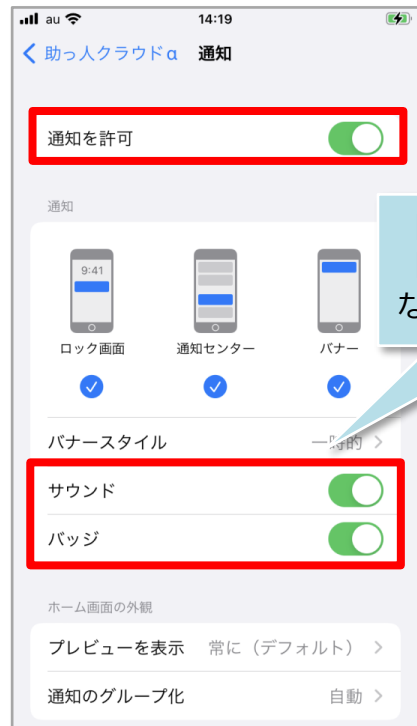 au 14:19
助っ人クラウドα 通知
通知を許可
通知
9:41
ロック画面 通知センター バナー
な
バナースタイル 一時的
サウンド
バッジ
ホーム画面の外観
プレビューを表示 常に（デフォルト）
通知のグループ化 自動